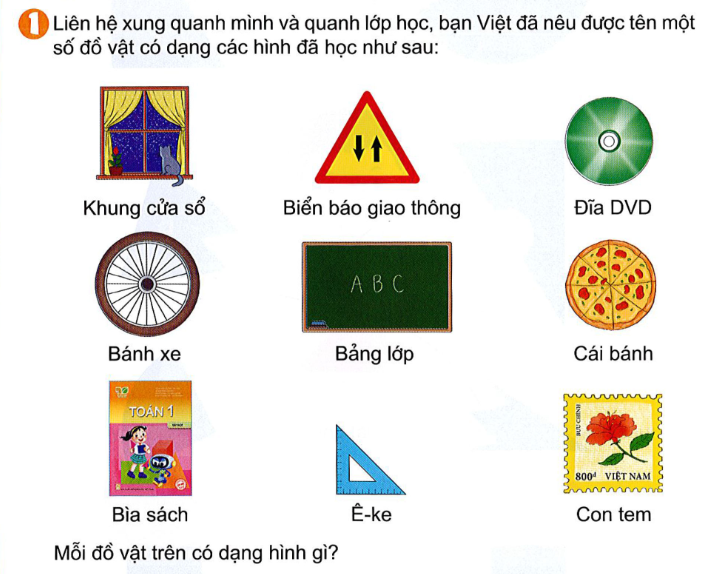 1 Liên hệ xung quanh mình và quanh lớp học, bạn Việt đã nêu được tên một
số đồ vật có dạng các hình đã học như sau:
Khung cửa sổ
Biển báo giao thông
Đĩa DVD
A B C
Bánh xe
Bảng lớp
Cái bánh
TOÁN 1
BƯU CHÍNH
800đ VIỆT NAM
Bìa sách
Ê-ke
Con tem
Mỗi đồ vật trên có dạng hình gì?